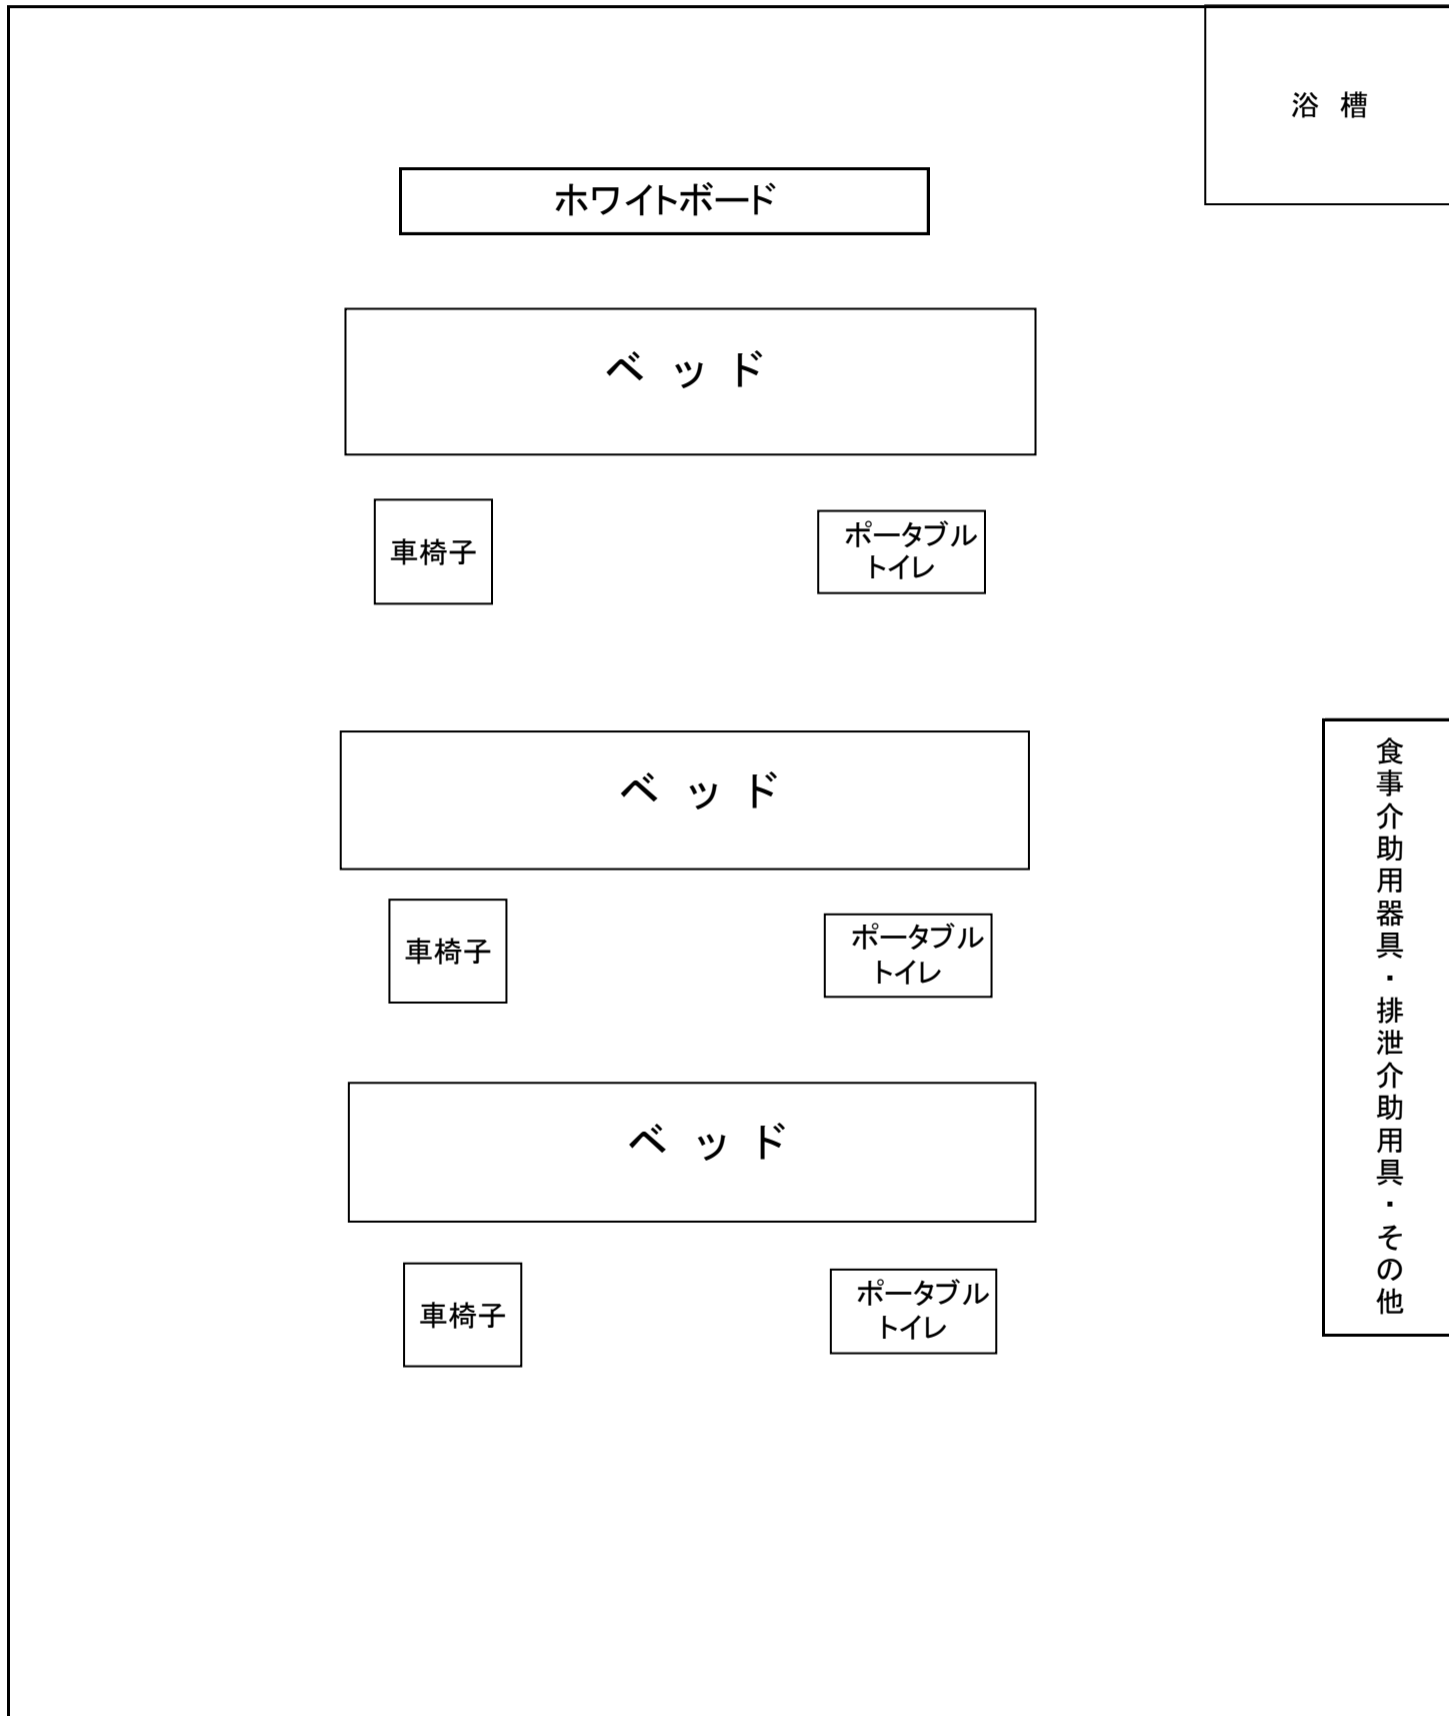 浴 槽
ホワイトボード
ベ ッ ド
車椅子
ポータブル
トイレ
ベ ッ ド
食事介助用器具・排泄介助用具・その他
車椅子
ポータブル
トイレ
ベ ッ ド
車椅子
ポータブル
トイレ